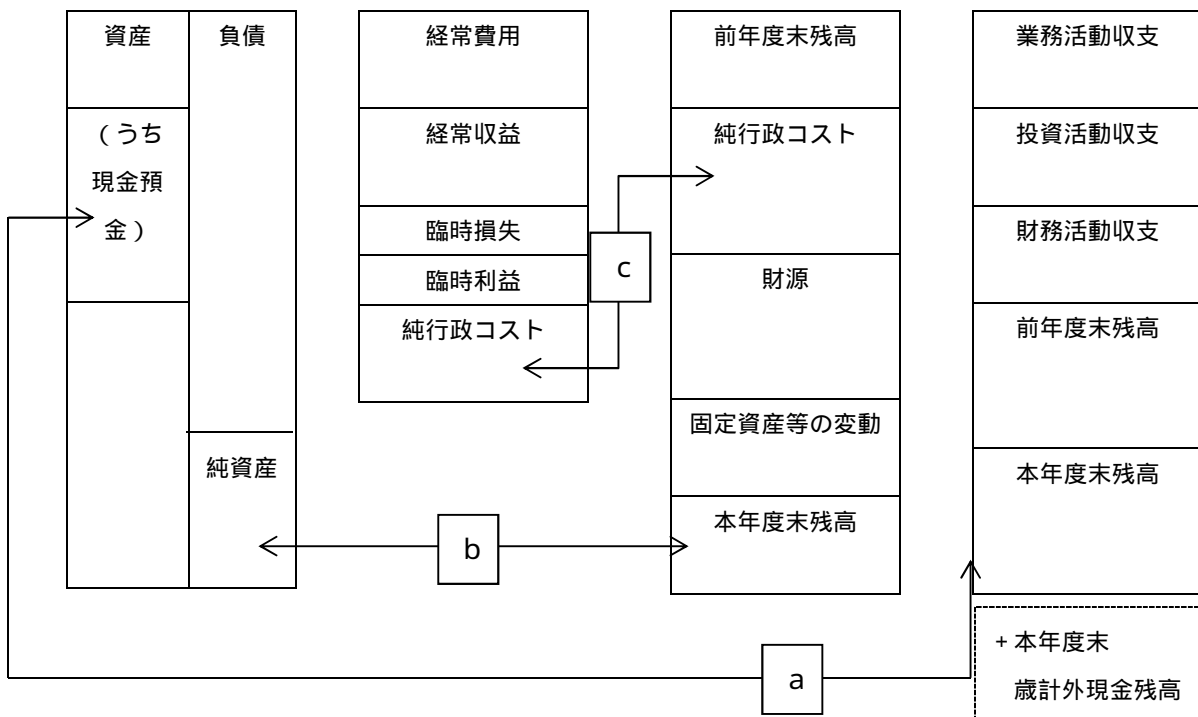 資産
負債
（うち
現金預
金）
純資産
経常費用
経常収益
臨時損失
臨時利益
純行政コスト
前年度末残高
純行政コスト
財源
固定資産等の変動
本年度末残高
業務活動収支
投資活動収支
財務活動収支
前年度末残高
本年度末残高
+ 本年度末
歳計外現金残高
c
b
a